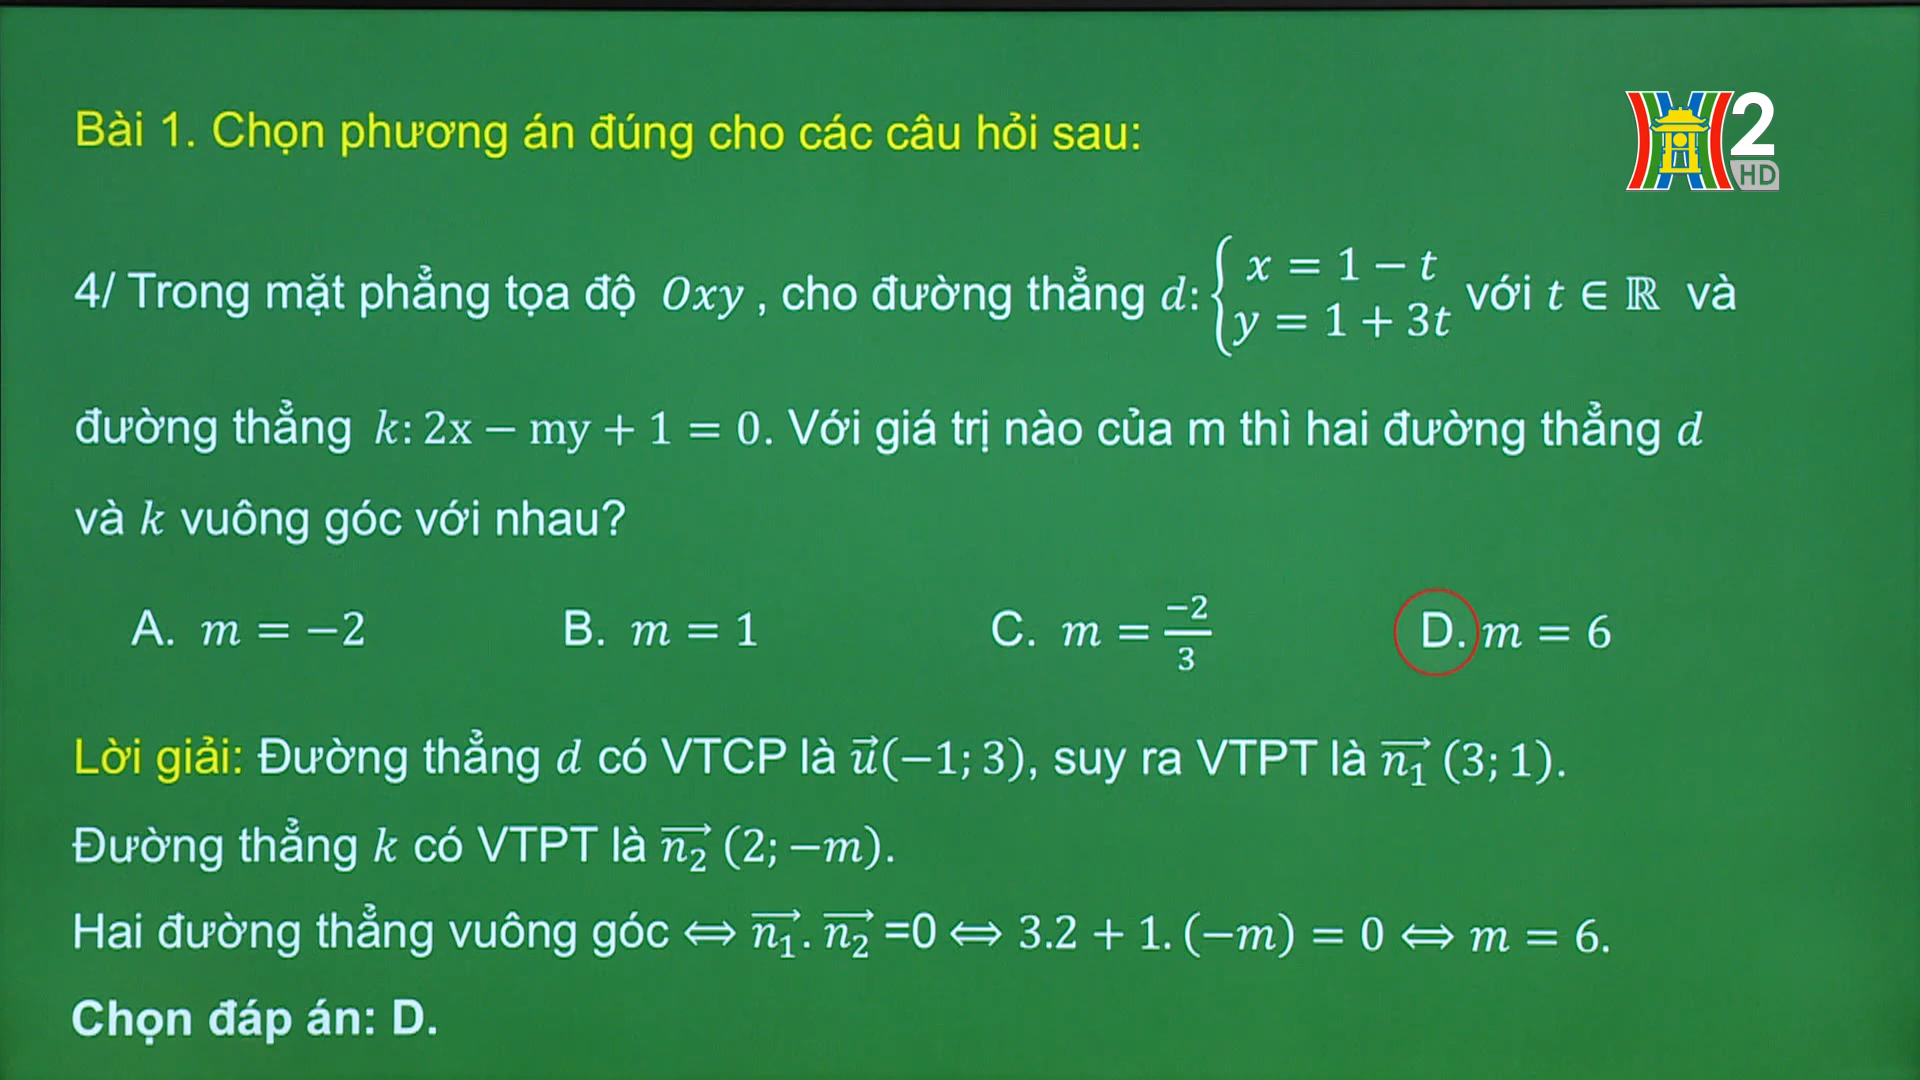 Bài 1. Chọn phương án đúng cho các câu hỏi sau:
2
HD
4/ Trong mặt phẳng tọa độ Oxy , cho đường thẳng d: { x = 1 − t với t ∈ ℝ và
y = 1 + 3t
đường thẳng k: 2x − my + 1 = 0. Với giá trị nào của m thì hai đường thẳng d
và k vuông góc với nhau?
A. m = −2 B. m = 1 C. m = −2/3 D. m = 6
Lời giải: Đường thẳng d có VTCP là u⃗(−1; 3), suy ra VTPT là n₁⃗ (3; 1).
Đường thẳng k có VTPT là n₂⃗ (2; −m).
Hai đường thẳng vuông góc ⟺ n₁⃗. n₂⃗ =0 ⟺ 3.2 + 1. (−m) = 0 ⟺ m = 6.
Chọn đáp án: D.